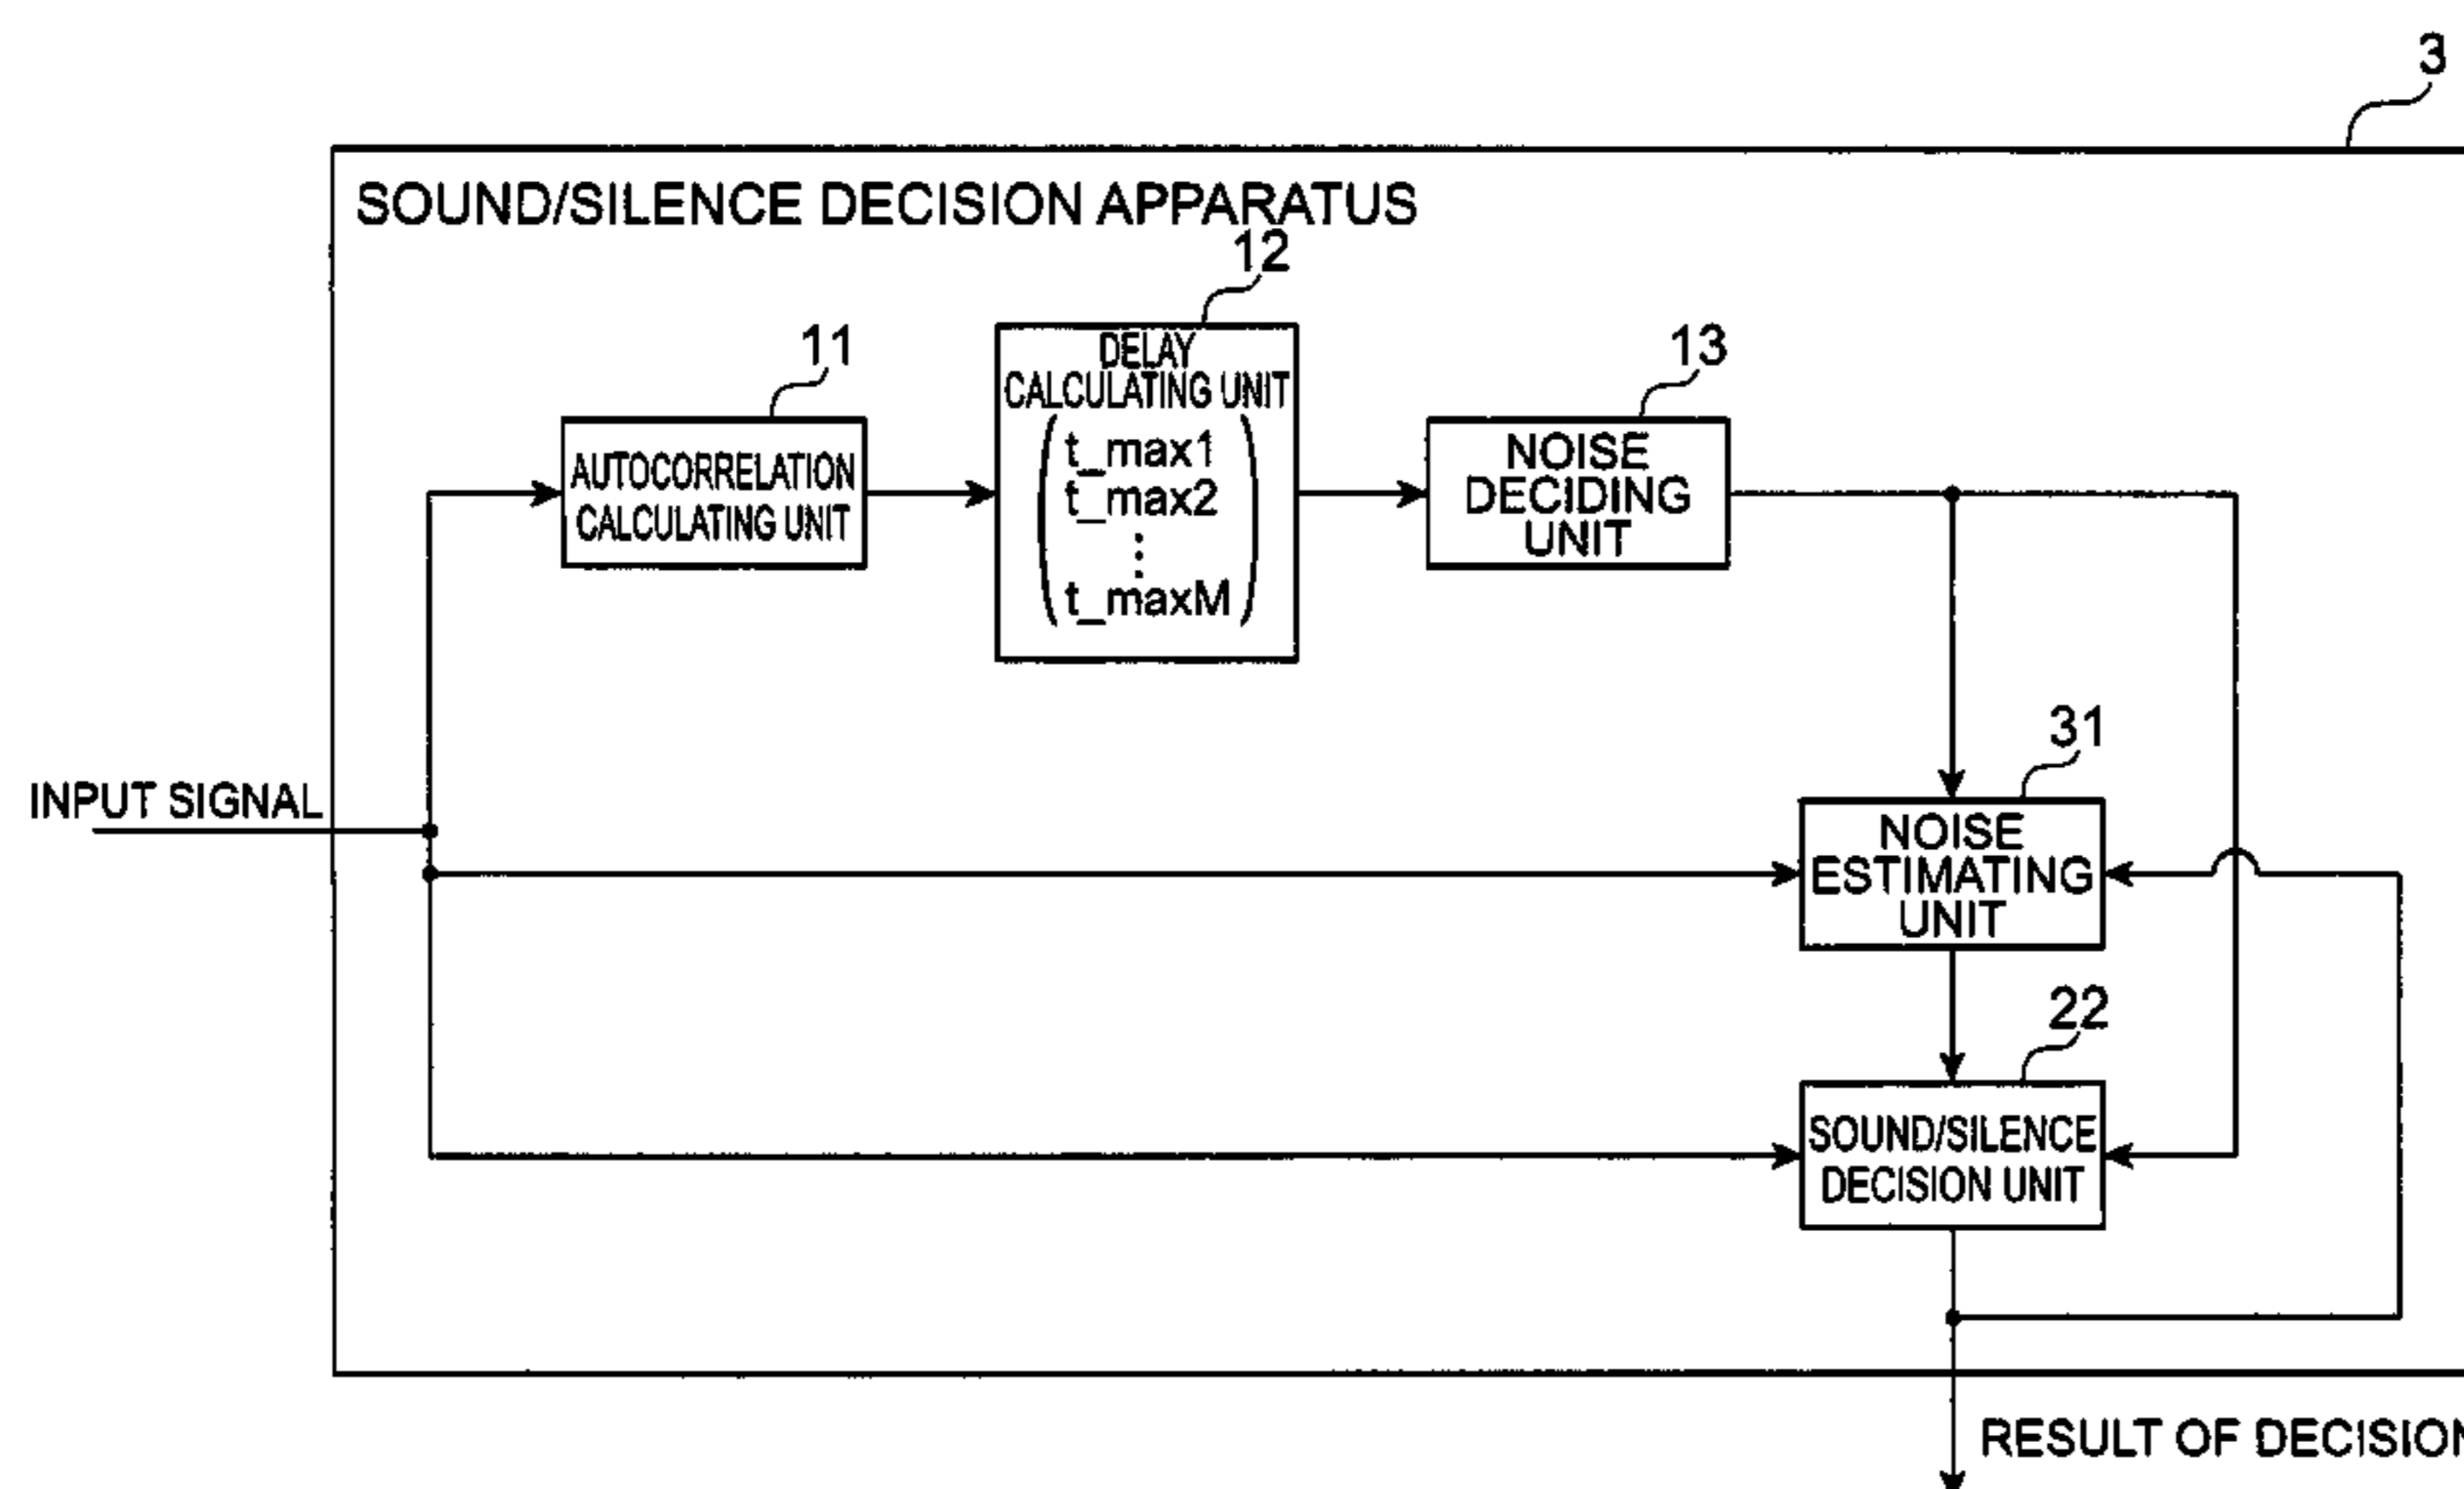 3
SOUND/SILENCE DECISION APPARATUS
12
11
13
DELAY
CALCULATING UNIT
t_max1
t_max2
⋮
t_maxM
AUTOCORRELATION
CALCULATING UNIT
NOISE
DECIDING
UNIT
31
INPUT SIGNAL
NOISE
ESTIMATING
UNIT
22
SOUND/SILENCE
DECISION UNIT
RESULT OF DECISION